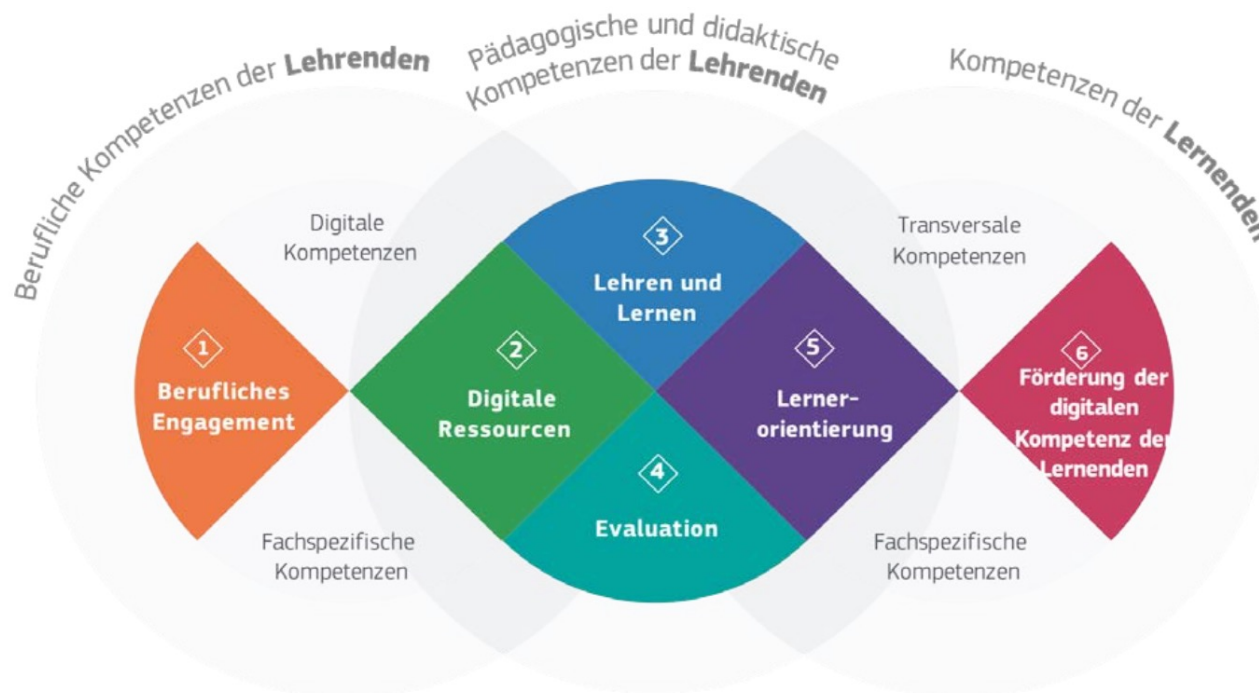 Berufliche Kompetenzen der Lehrenden
Pädagogische und didaktische
Kompetenzen der Lehrenden
Kompetenzen der Lernenden
Digitale
Kompetenzen
Transversale
Kompetenzen
1
Berufliches
Engagement
2
Digitale
Ressourcen
3
Lehren und
Lernen
4
Evaluation
5
Lerner-
orientierung
6
Förderung der
digitalen
Kompetenz der
Lernenden
Fachspezifische
Kompetenzen
Fachspezifische
Kompetenzen